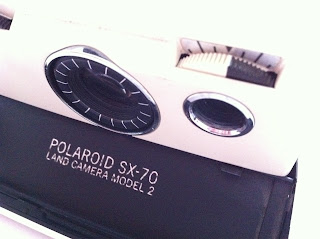 POLAROID SX-70
LAND CAMERA MODEL 2